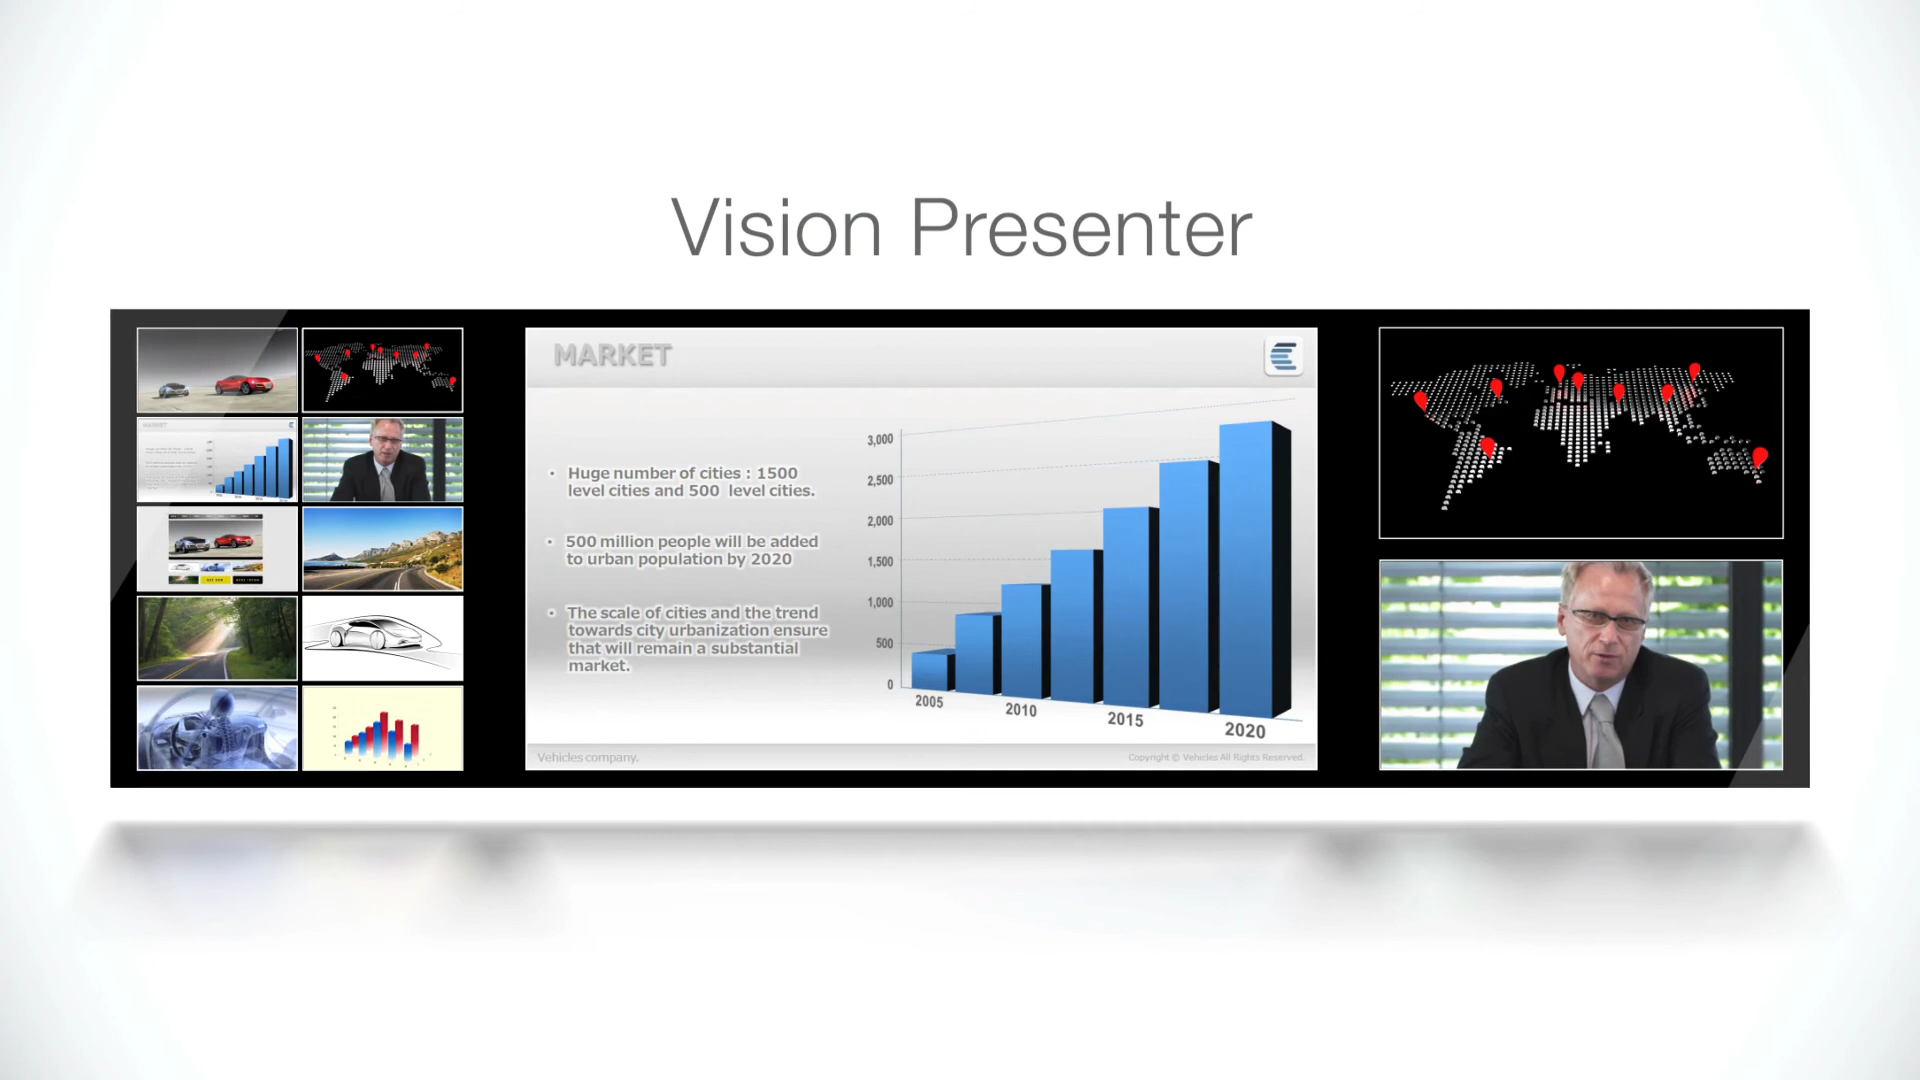 Vision Presenter
MARKET
• Huge number of cities : 1500
level cities and 500 level cities.
• 500 million people will be added
to urban population by 2020
• The scale of cities and the trend
towards city urbanization ensure
that will remain a substantial
market.
3,000
2,500
2,000
1,500
1,000
500
0
2005
2010
2015
2020
Vehicles company.
Copyright © Vehicles All Rights Reserved.
MARKET